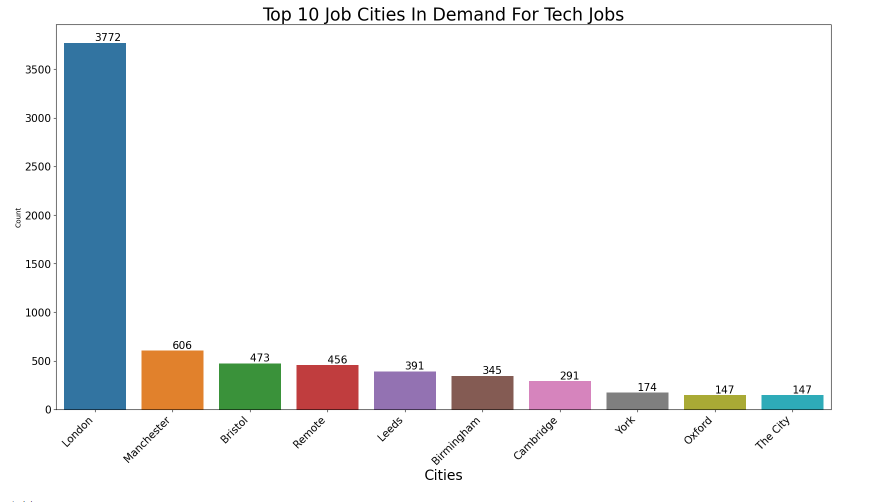 Top 10 Job Cities In Demand For Tech Jobs
Count
3500
3000
2500
2000
1500
1000
500
0
3772
606
473
456
391
345
291
174
147
147
London
Manchester
Bristol
Remote
Leeds
Birmingham
Cambridge
York
Oxford
The City
Cities